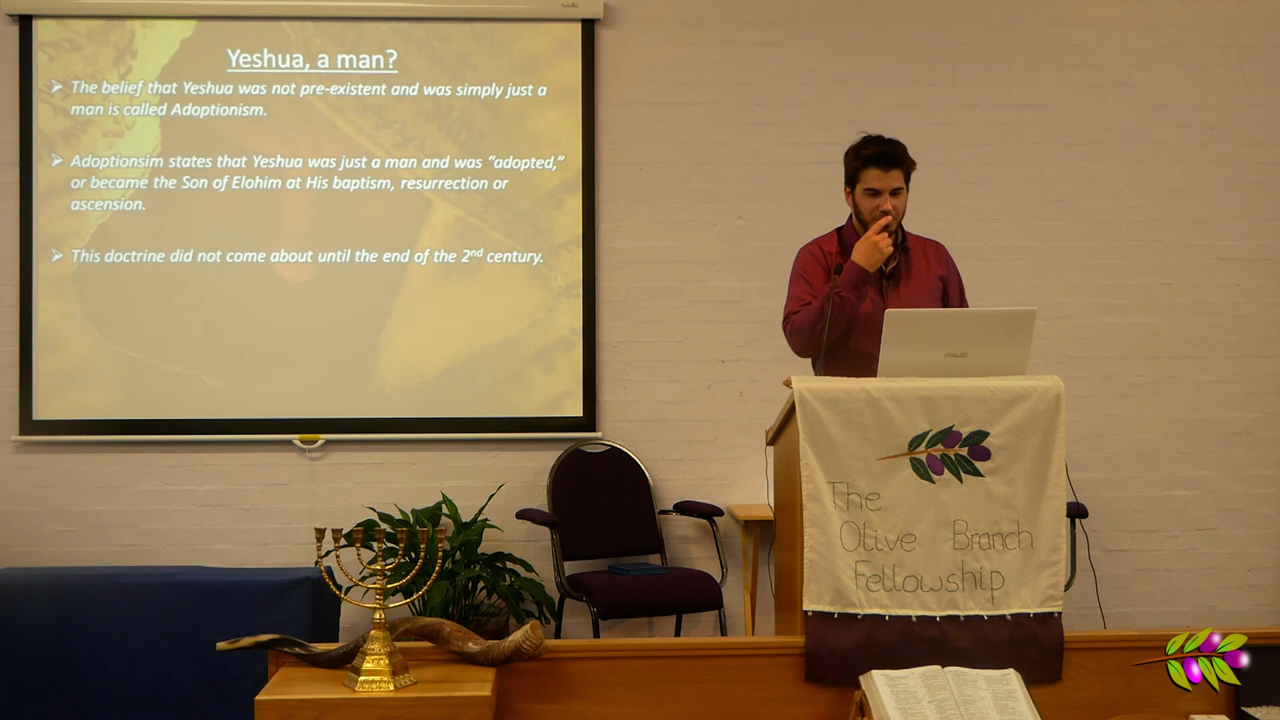 Yeshua, a man?
➢ The belief that Yeshua was not pre-existent and was simply just a
man is called Adoptionism.
➢ Adoptionsim states that Yeshua was just a man and was "adopted,"
or became the Son of Elohim at His baptism, resurrection or
ascension.
➢ This doctrine did not come about until the end of the 2nd century.
ASUS
The
Olive Branch
Fellowship